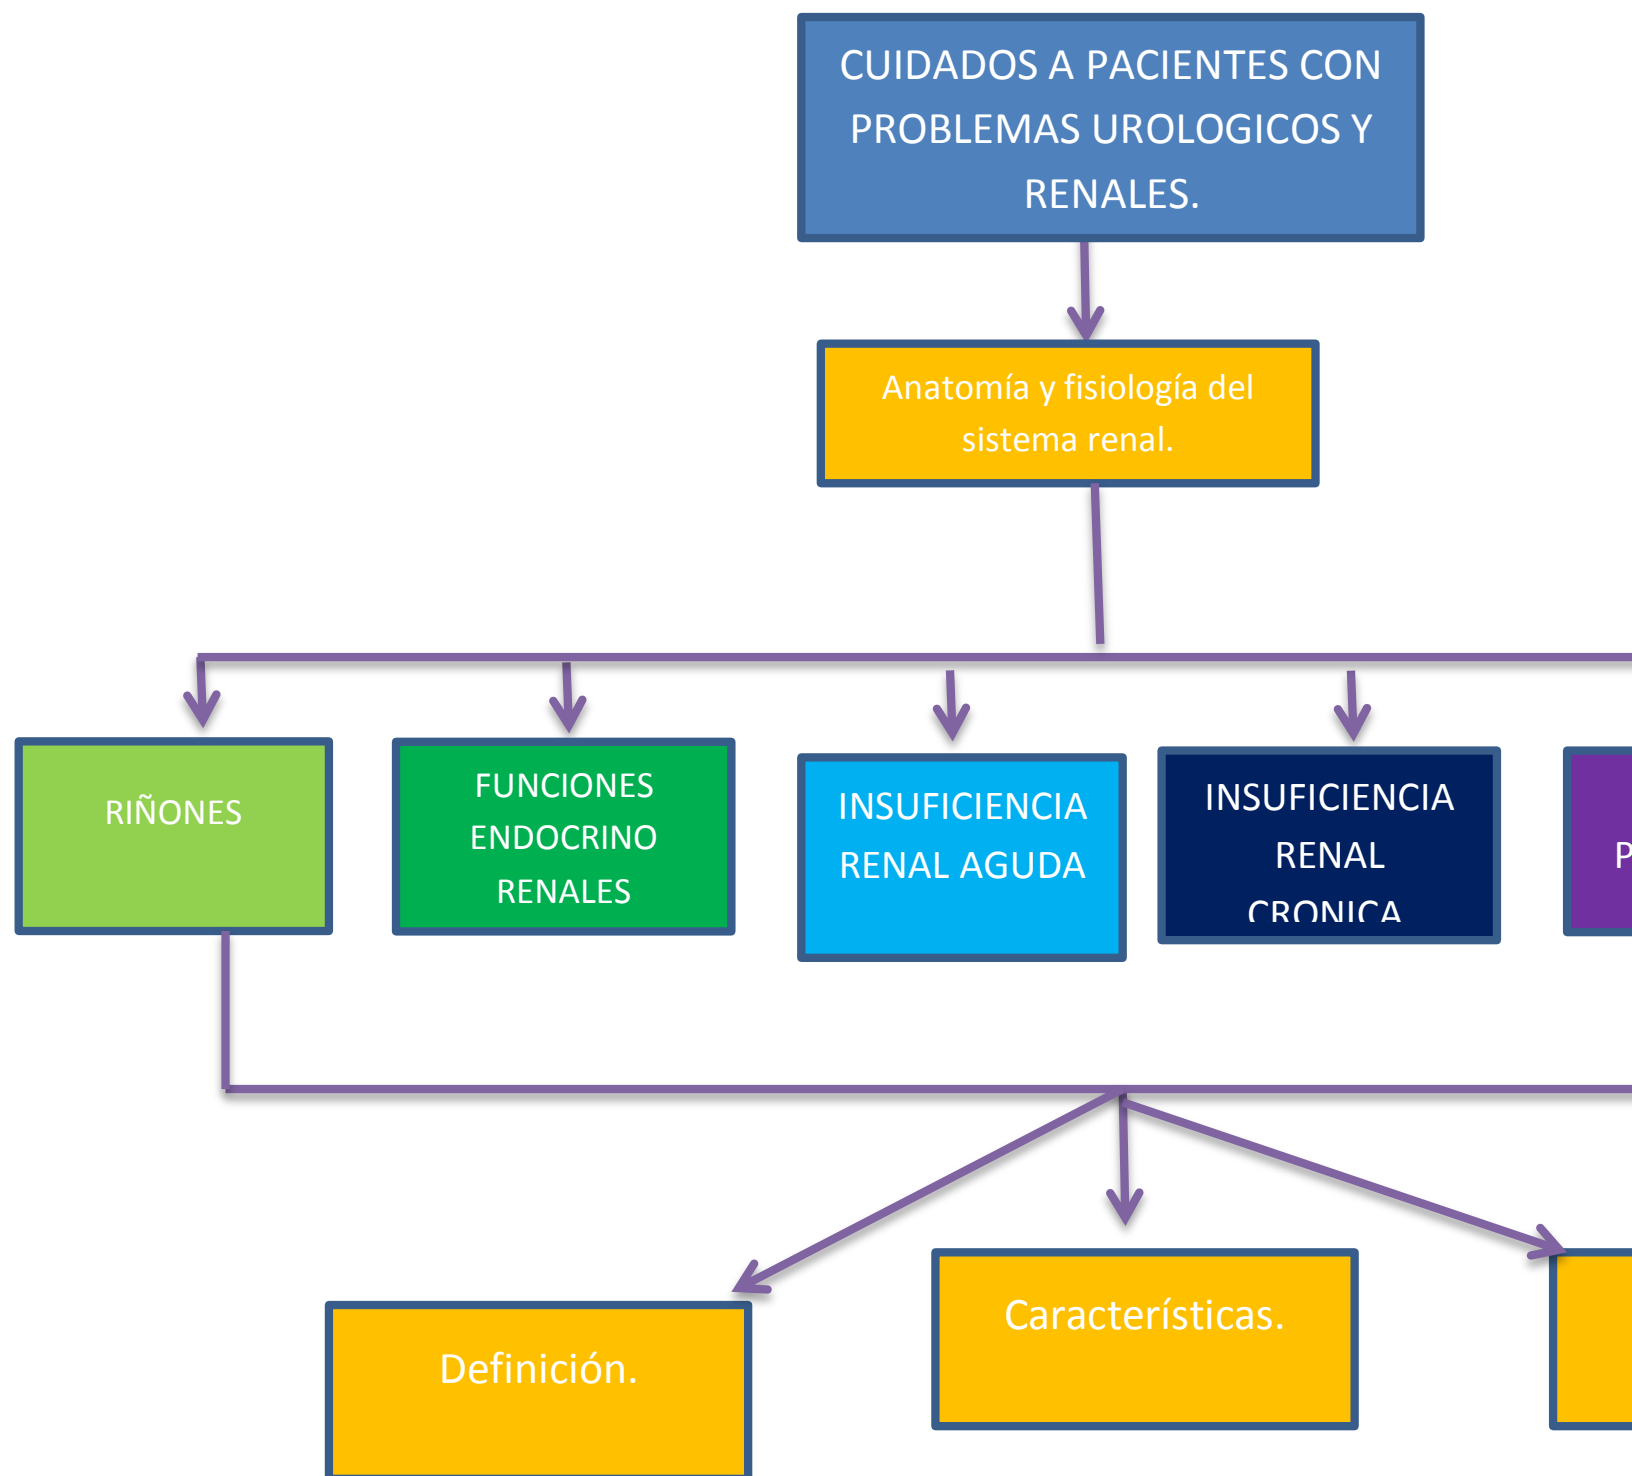 CUIDADOS A PACIENTES CON
PROBLEMAS UROLOGICOS Y
RENALES.
Anatomía y fisiología del
sistema renal.
RIÑONES
FUNCIONES
ENDOCRINO
RENALES
INSUFICIENCIA
RENAL AGUDA
INSUFICIENCIA
RENAL
CRONICA
P
Definición.
Características.